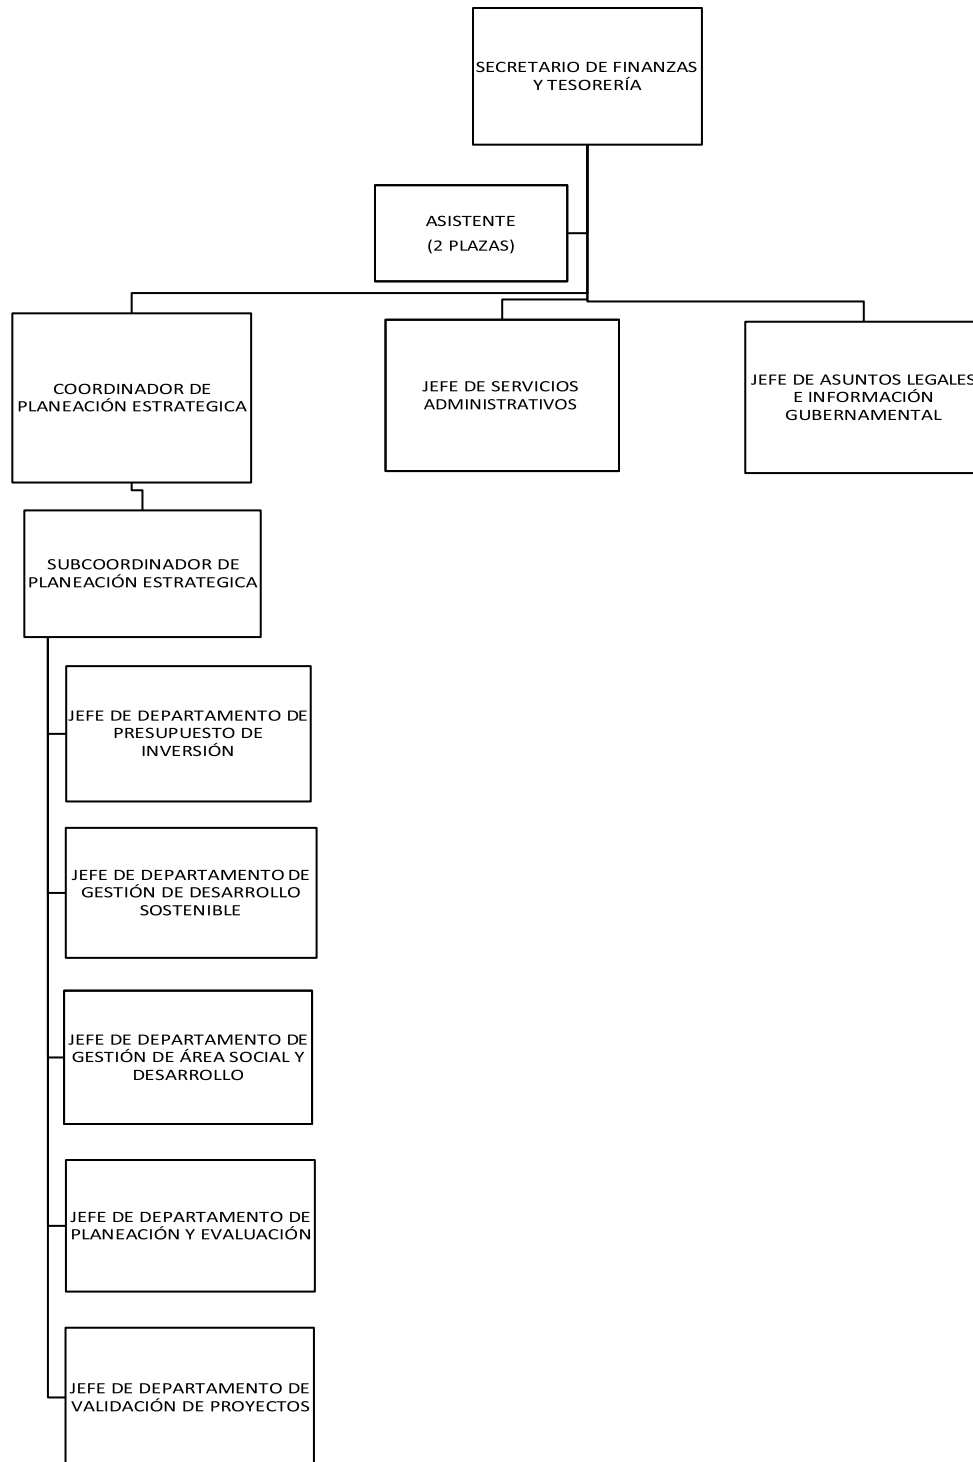 SECRETARIO DE FINANZAS
Y TESORERÍA
ASISTENTE
(2 PLAZAS)
COORDINADOR DE
PLANEACIÓN ESTRATEGICA
JEFE DE SERVICIOS
ADMINISTRATIVOS
JEFE DE ASUNTOS LEGALES
E INFORMACIÓN
GUBERNAMENTAL
SUBCOORDINADOR DE
PLANEACIÓN ESTRATEGICA
JEFE DE DEPARTAMENTO DE
PRESUPUESTO DE
INVERSIÓN
JEFE DE DEPARTAMENTO DE
GESTIÓN DE DESARROLLO
SOSTENIBLE
JEFE DE DEPARTAMENTO DE
GESTIÓN DE ÁREA SOCIAL Y
DESARROLLO
JEFE DE DEPARTAMENTO DE
PLANEACIÓN Y EVALUACIÓN
JEFE DE DEPARTAMENTO DE
VALIDACIÓN DE PROYECTOS